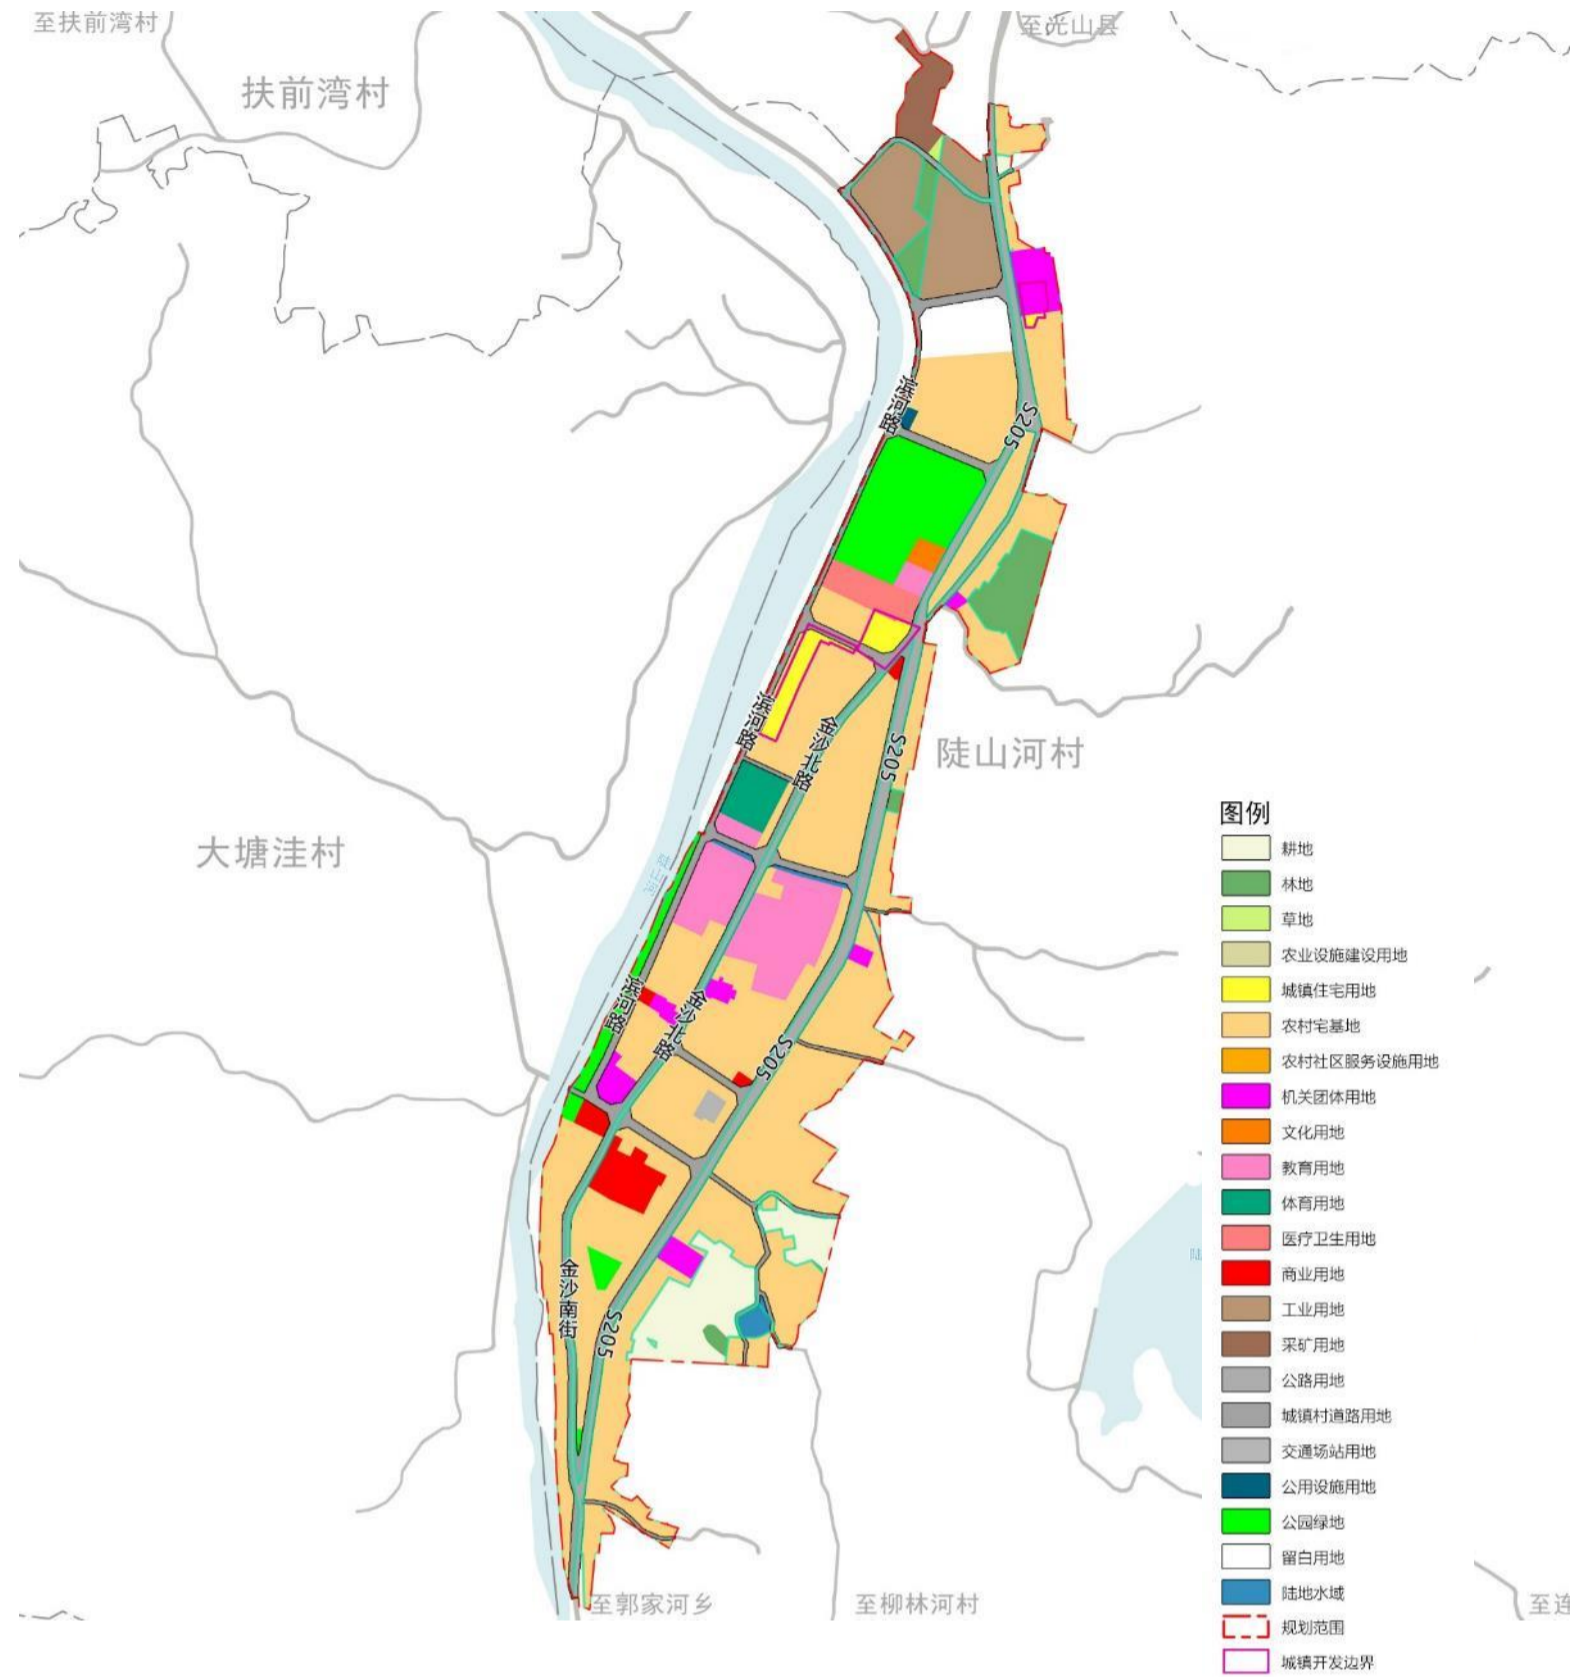 至扶前湾村
至光山县
扶前湾村
滨河路
S205
滨河路
金沙北路
S205
陡山河村
大塘洼村
滨河路
金沙北路
S205
金沙南街
S205
至郭家河乡
至柳林河村
图例
耕地
林地
草地
农业设施建设用地
城镇住宅用地
农村宅基地
农村社区服务设施用地
机关团体用地
文化用地
教育用地
体育用地
医疗卫生用地
商业用地
工业用地
采矿用地
公路用地
城镇村道路用地
交通场站用地
公用设施用地
公园绿地
留白用地
陆地水域
规划范围
城镇开发边界
至连